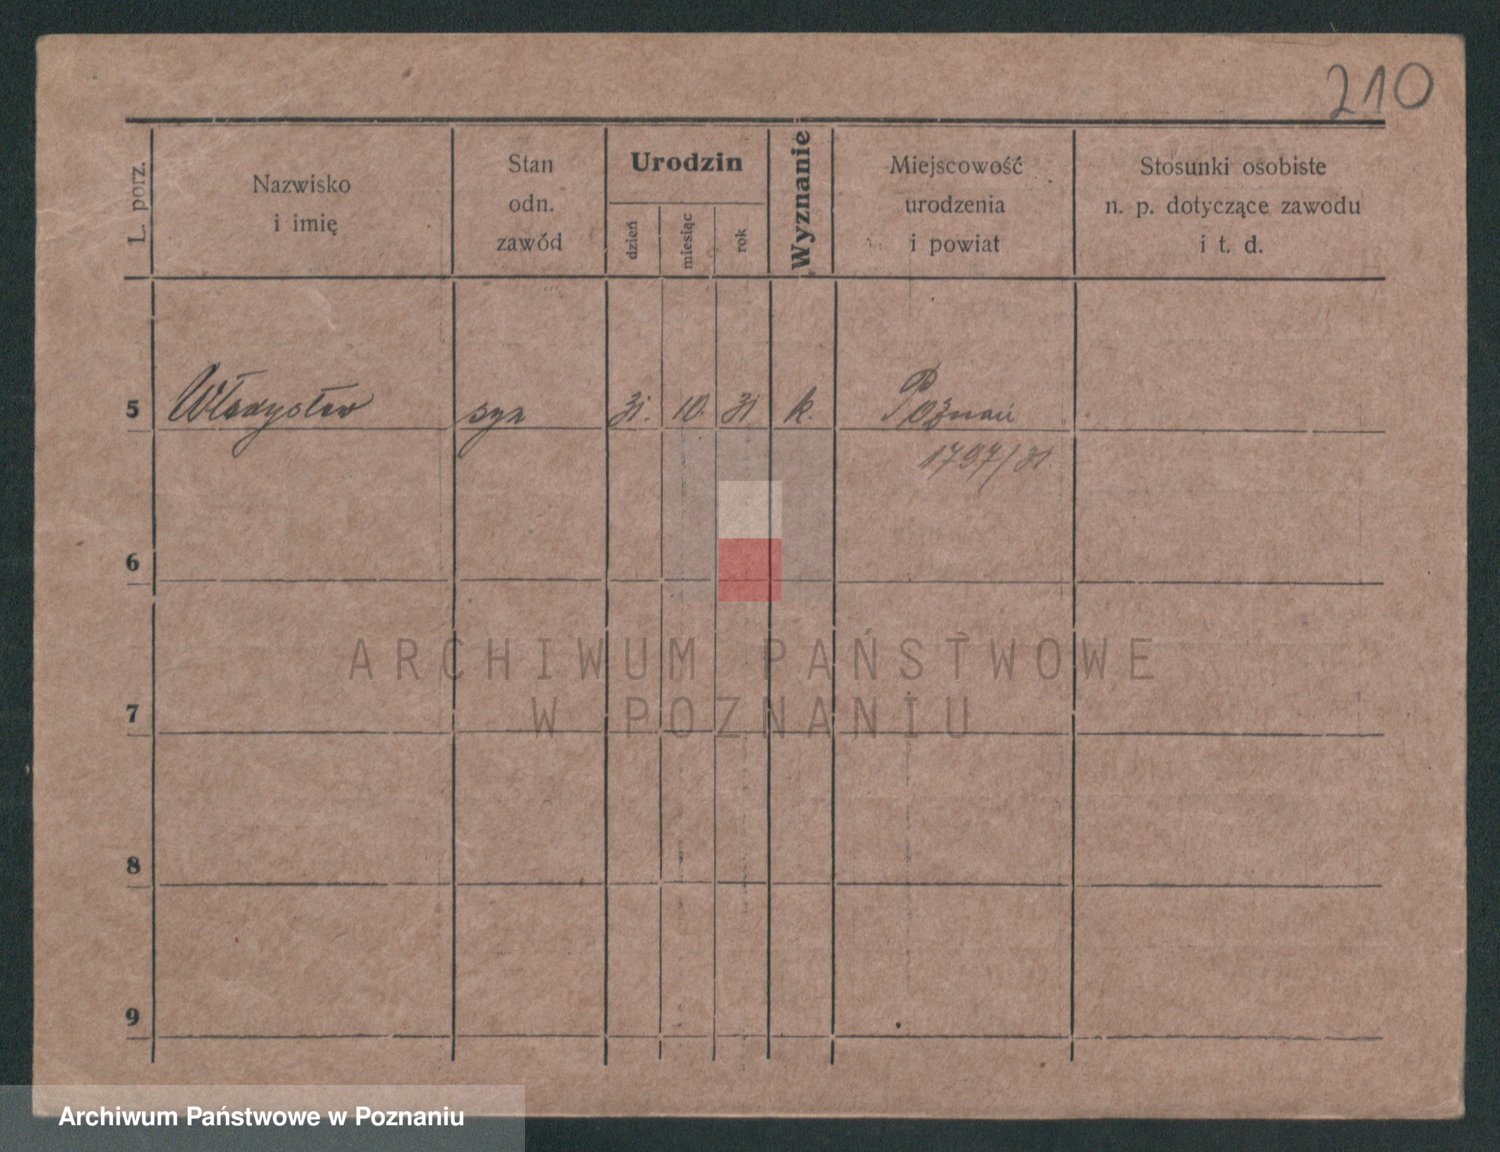 210
L. porz.
Nazwisko
i imię
Stan
odn.
zawód
Urodzin
dzień
miesiąc
rok
Wyznanie
Miejscowość
urodzenia
i powiat
Stosunki osobiste
n. p. dotyczące zawodu
i t. d.
5 Władysław syn 31. 10. 31 k. Poznań
1797/31
6
ARCHIWUM PAŃSTWOWE
W POZNANIU
7
8
9
Archiwum Państwowe w Poznaniu